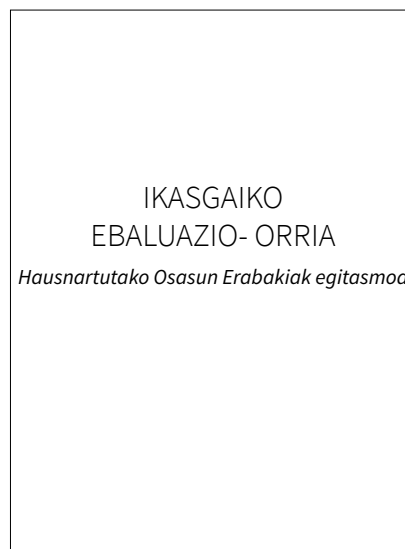 IKASGAIKO
EBALUAZIO- ORRIA
Hausnartutako Osasun Erabakiak egitasmoa